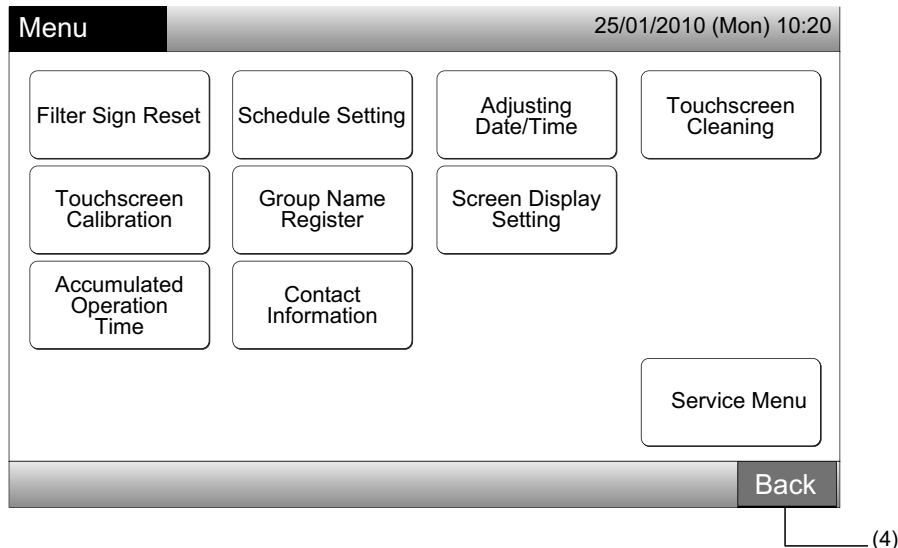 Menu
25/01/2010 (Mon) 10:20
Filter Sign Reset
Schedule Setting
Adjusting
Date/Time
Touchscreen
Cleaning
Touchscreen
Calibration
Group Name
Register
Screen Display
Setting
Accumulated
Operation
Time
Contact
Information
Service Menu
Back
(4)